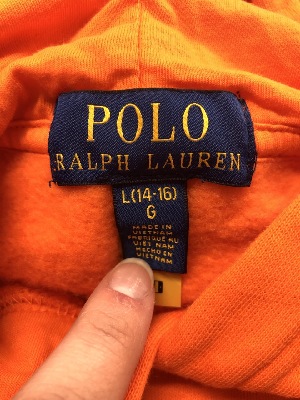 POLO
RALPH LAUREN
L(14-16)
G
MADE IN
VIETNAM
FABRIQUÉ AU
VIET NAM
HECHO EN
VIETNAM